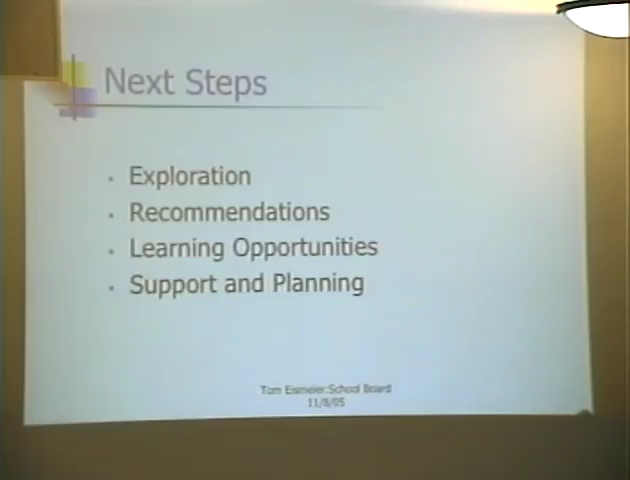 Next Steps
Exploration
Recommendations
Learning Opportunities
Support and Planning
Tom Eismeier:School Board
11/8/05